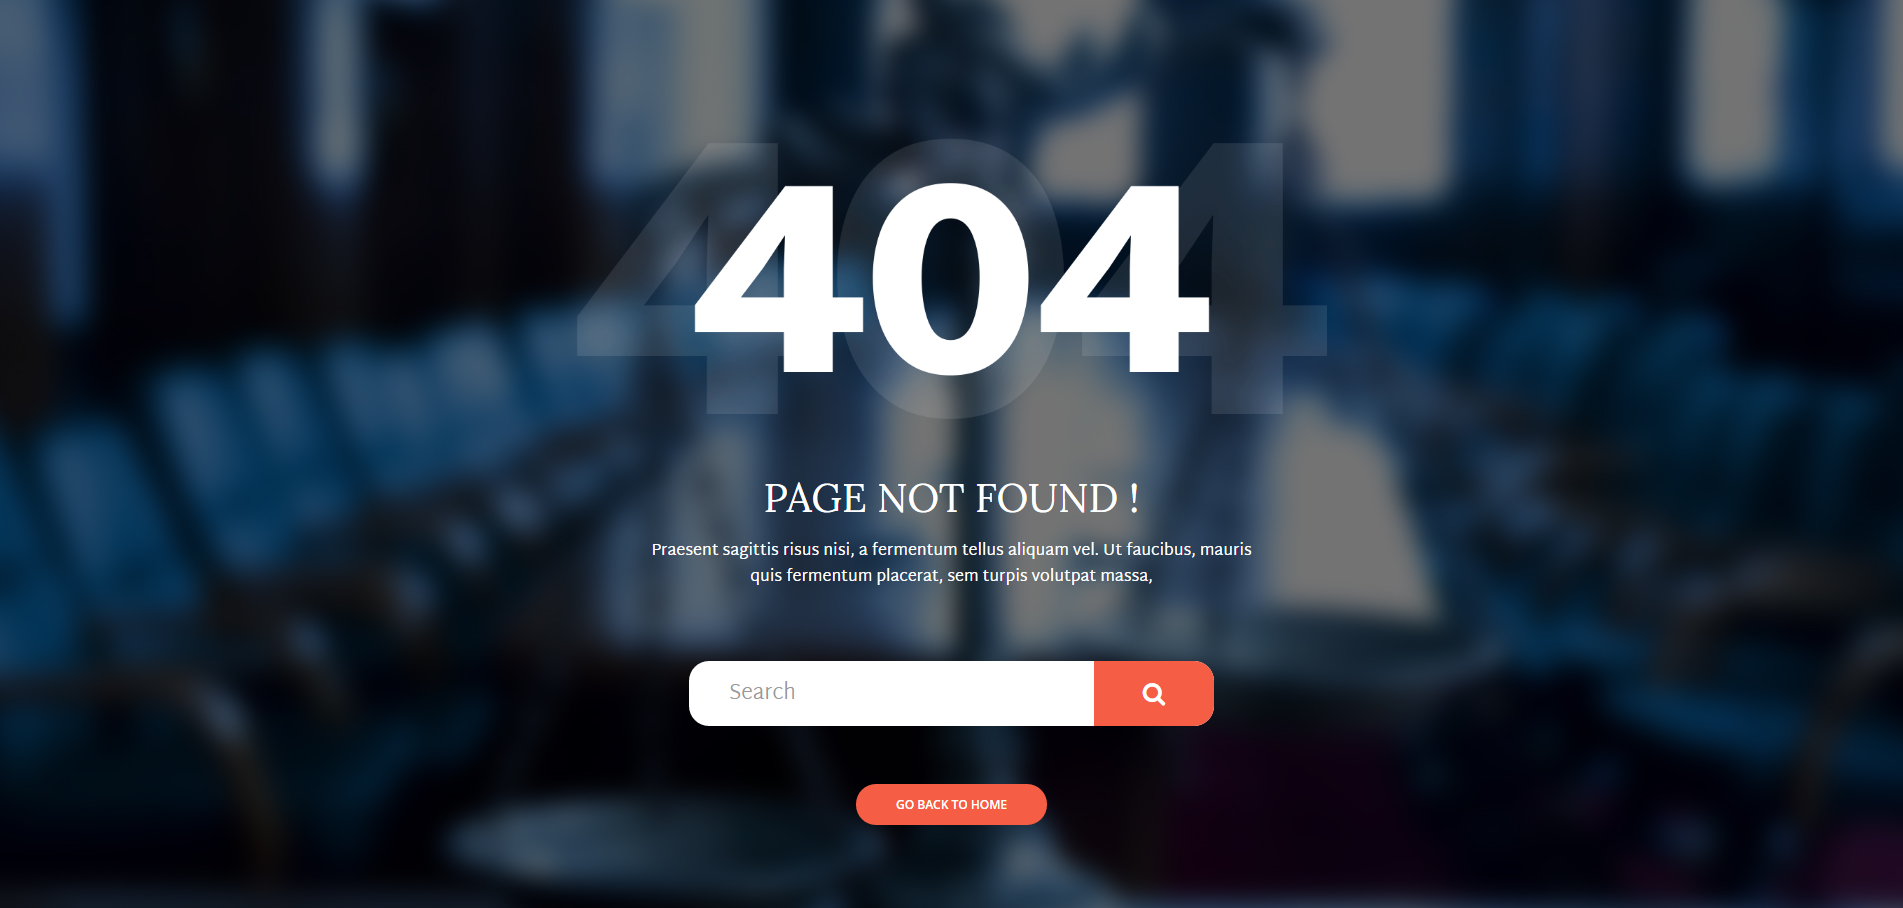 404
PAGE NOT FOUND !
Praesent sagittis risus nisi, a fermentum tellus aliquam vel. Ut faucibus, mauris
quis fermentum placerat, sem turpis volutpat massa,
Search
GO BACK TO HOME